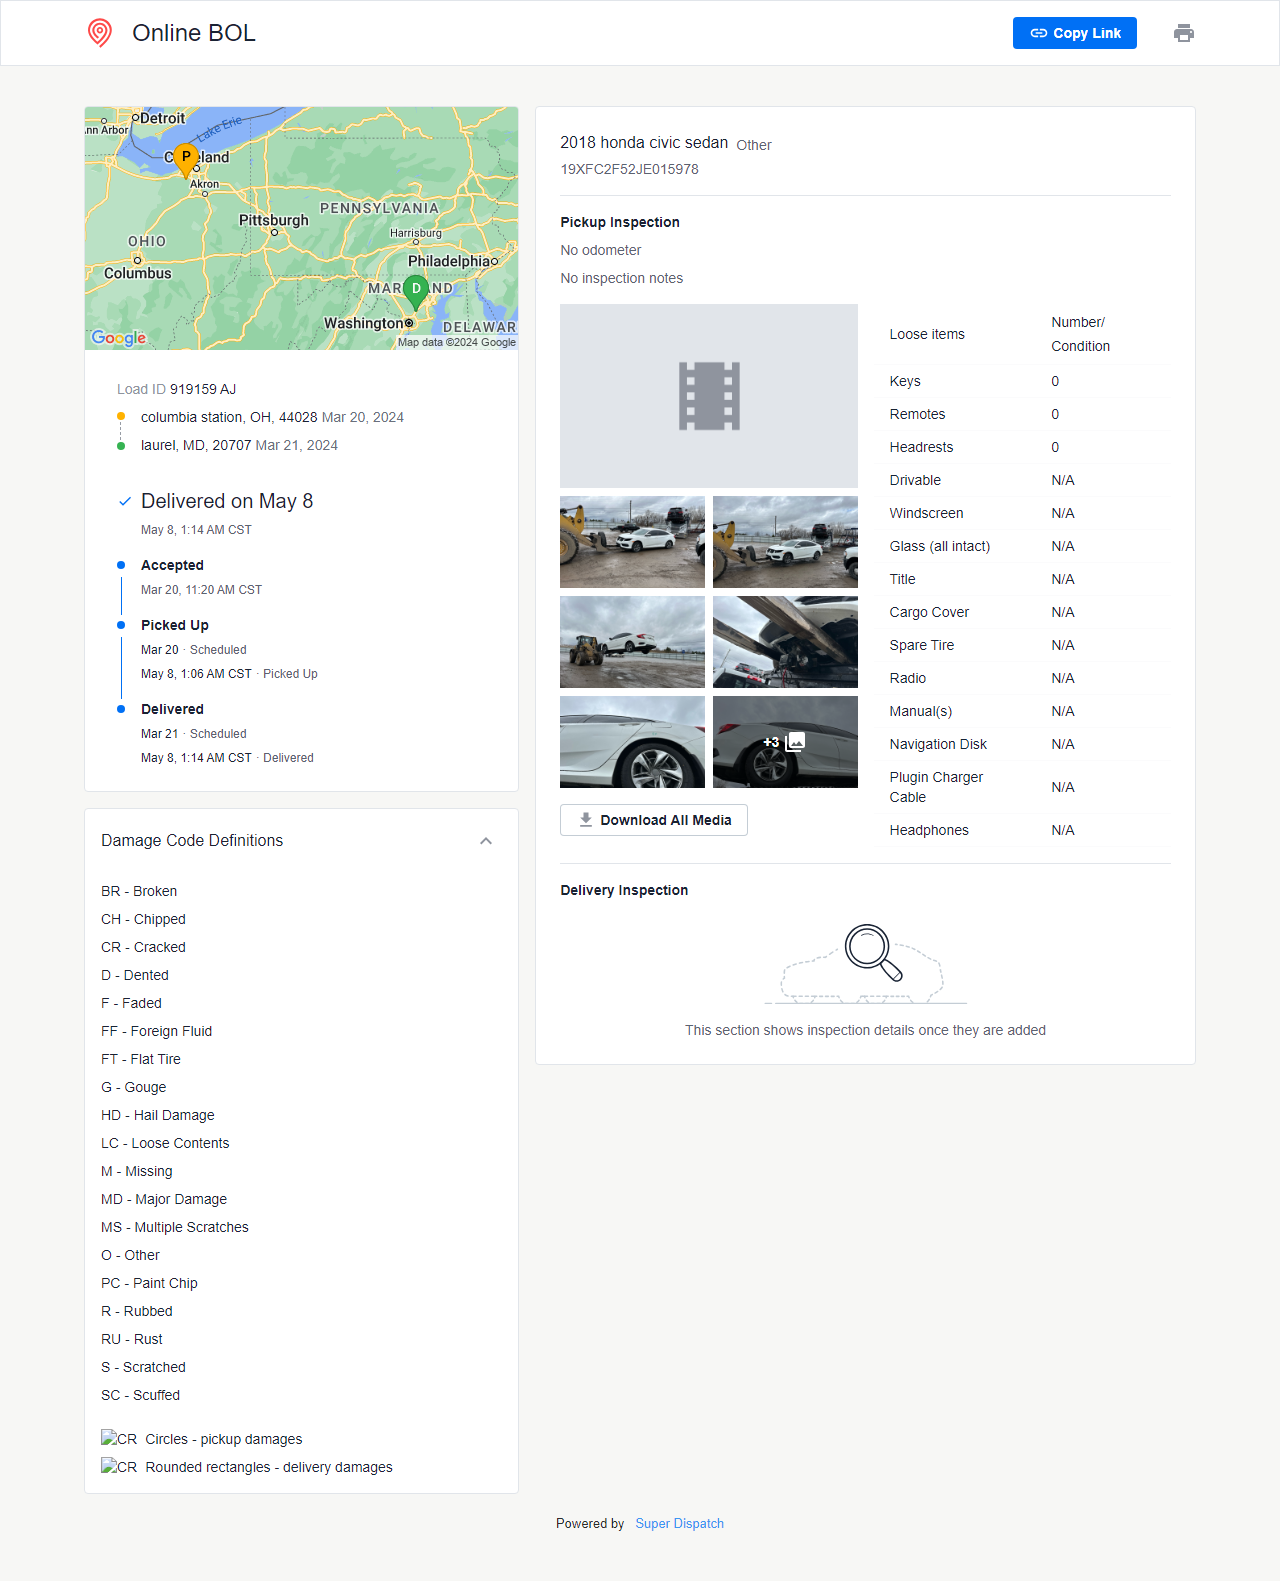 Online BOL
Copy Link
Detroit
nn Arbor
Lake Erie
Akron
P
PENNSYLVANIA
Pittsburgh
Harrisburg
OHIO
Columbus
Philadelphia
D
Washington
DELAWAR
Google
Map data ©2024 Google
Load ID 919159 AJ
columbia station, OH, 44028 Mar 20, 2024
laurel, MD, 20707 Mar 21, 2024
Delivered on May 8
May 8, 1:14 AM CST
Accepted
Mar 20, 11:20 AM CST
Picked Up
Mar 20 · Scheduled
May 8, 1:06 AM CST · Picked Up
Delivered
Mar 21 · Scheduled
May 8, 1:14 AM CST · Delivered
Damage Code Definitions
BR - Broken
CH - Chipped
CR - Cracked
D - Dented
F - Faded
FF - Foreign Fluid
FT - Flat Tire
G - Gouge
HD - Hail Damage
LC - Loose Contents
M - Missing
MD - Major Damage
MS - Multiple Scratches
O - Other
PC - Paint Chip
R - Rubbed
RU - Rust
S - Scratched
SC - Scuffed
CR Circles - pickup damages
CR Rounded rectangles - delivery damages
2018 honda civic sedan Other
19XFC2F52JE015978
Pickup Inspection
No odometer
No inspection notes
+3
Download All Media
Loose items Number/
Condition
Keys 0
Remotes 0
Headrests 0
Drivable N/A
Windscreen N/A
Glass (all intact) N/A
Title N/A
Cargo Cover N/A
Spare Tire N/A
Radio N/A
Manual(s) N/A
Navigation Disk N/A
Plugin Charger
Cable N/A
Headphones N/A
Delivery Inspection
This section shows inspection details once they are added
Powered by Super Dispatch